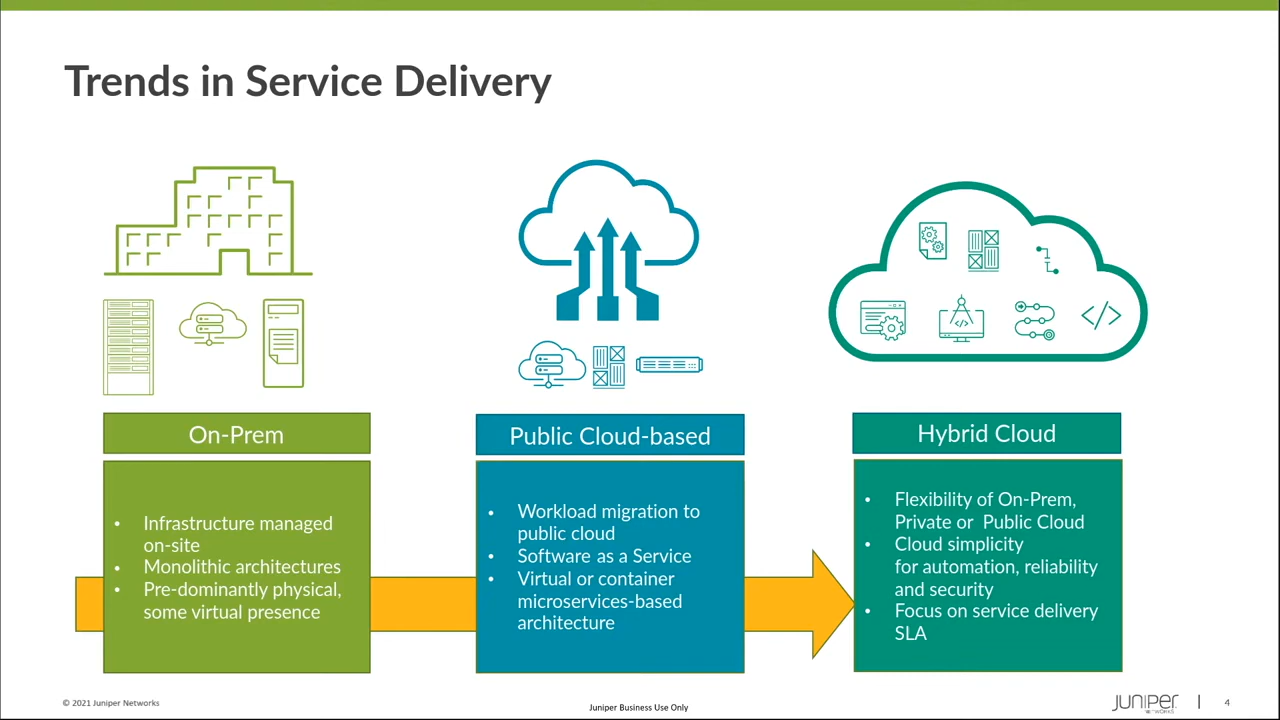 Trends in Service Delivery
On-Prem
• Infrastructure managed
on-site
• Monolithic architectures
• Pre-dominantly physical,
some virtual presence
Public Cloud-based
• Workload migration to
public cloud
• Software as a Service
• Virtual or container
microservices-based
architecture
Hybrid Cloud
• Flexibility of On-Prem,
Private or Public Cloud
• Cloud simplicity
for automation, reliability
and security
• Focus on service delivery
SLA
© 2021 Juniper Networks
Juniper Business Use Only
JUNIPER
NETWORKS
4